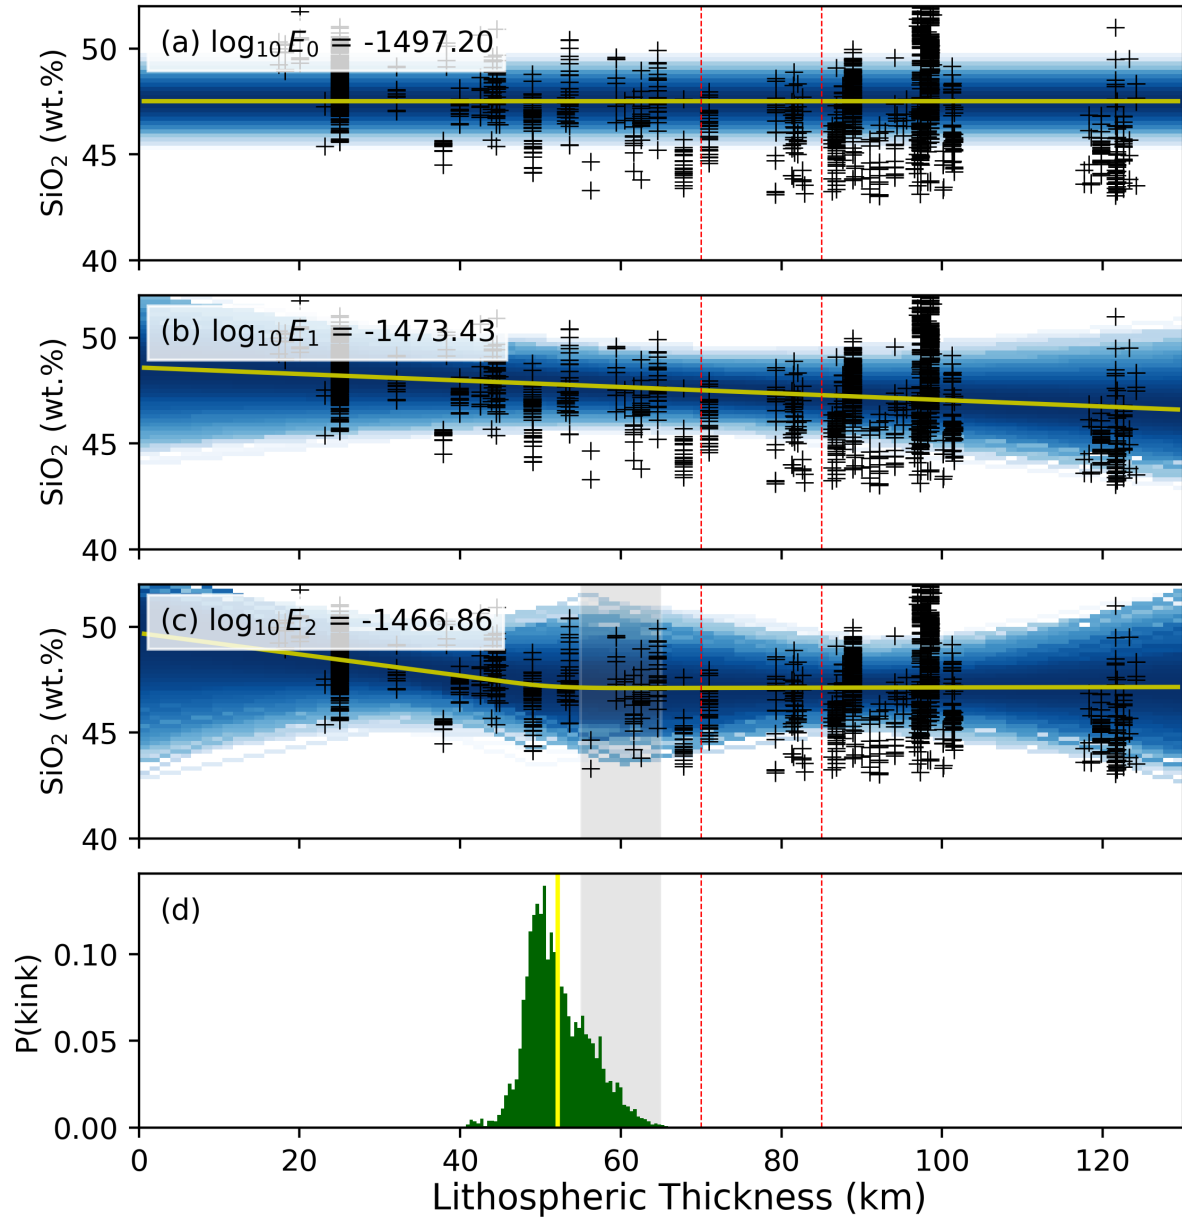 (a) log₁₀ E₀ = -1497.20
50
45
40
SiO₂ (wt.%)
(b) log₁₀ E₁ = -1473.43
50
45
40
SiO₂ (wt.%)
(c) log₁₀ E₂ = -1466.86
50
45
40
SiO₂ (wt.%)
(d)
0.10
0.05
0.00
P(kink)
0 20 40 60 80 100 120
Lithospheric Thickness (km)